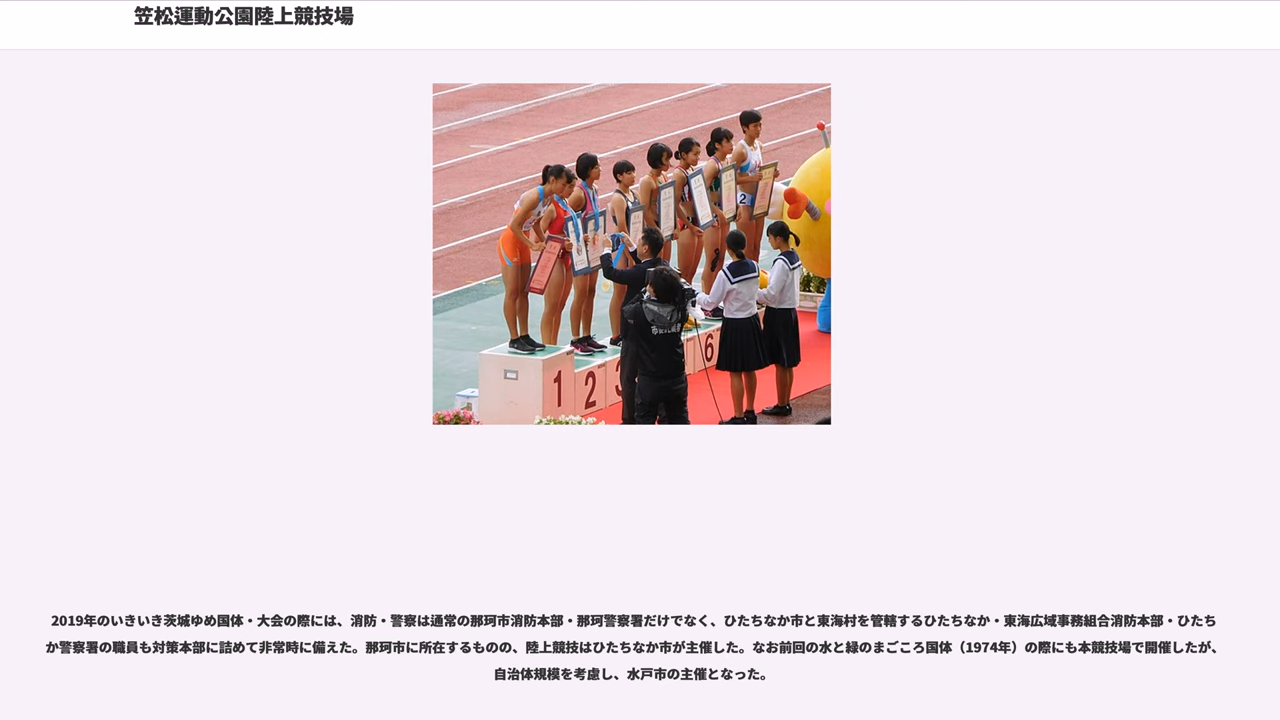 笠松運動公園陸上競技場
1
2
6
2
2019年のいきいき茨城ゆめ国体・大会の際には、消防・警察は通常の那珂市消防本部・那珂警察署だけでなく、ひたちなか市と東海村を管轄するひたちなか・東海広域事務組合消防本部・ひたち
か警察署の職員も対策本部に詰めて非常時に備えた。那珂市に所在するものの、陸上競技はひたちなか市が主催した。なお前回の水と緑のまごころ国体（1974年）の際にも本競技場で開催したが、
自治体規模を考慮し、水戸市の主催となった。